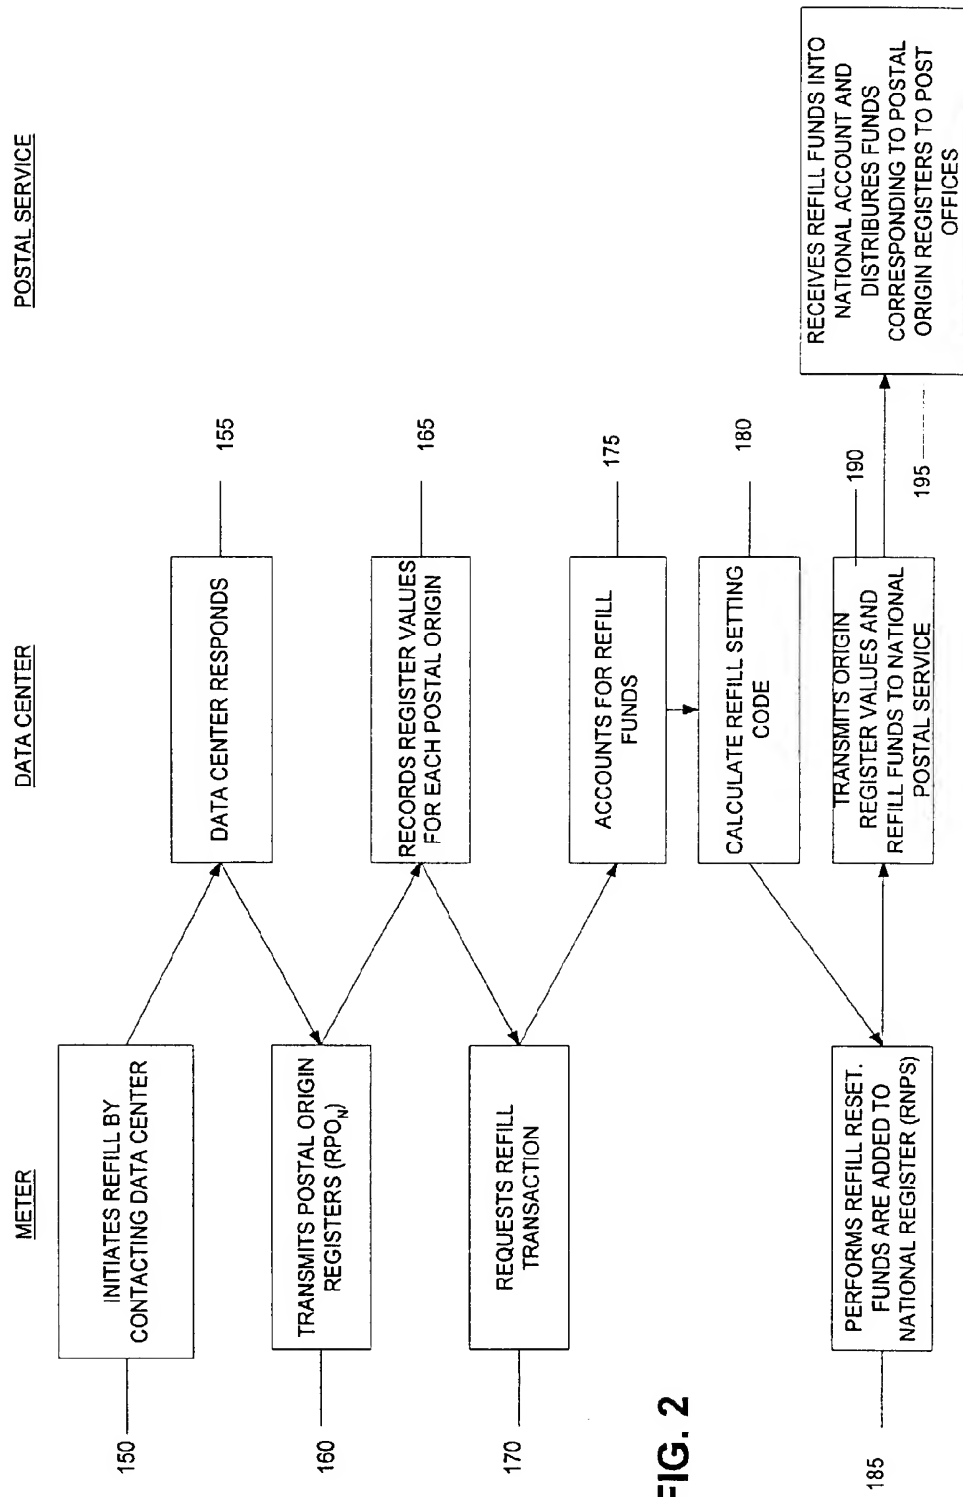 METER
DATA CENTER
POSTAL SERVICE
150
INITIATES REFILL BY
CONTACTING DATA CENTER
DATA CENTER RESPONDS
155
160
TRANSMITS POSTAL ORIGIN
REGISTERS (RPON)
RECORDS REGISTER VALUES
FOR EACH POSTAL ORIGIN
165
170
REQUESTS REFILL
TRANSACTION
ACCOUNTS FOR REFILL
FUNDS
175
CALCULATE REFILL SETTING
CODE
180
185
PERFORMS REFILL RESET.
FUNDS ARE ADDED TO
NATIONAL REGISTER (RNPS)
TRANSMITS ORIGIN
REGISTER VALUES AND
REFILL FUNDS TO NATIONAL
POSTAL SERVICE
190
195
RECEIVES REFILL FUNDS INTO
NATIONAL ACCOUNT AND
DISTRIBURES FUNDS
CORRESPONDING TO POSTAL
ORIGIN REGISTERS TO POST
OFFICES
FIG. 2